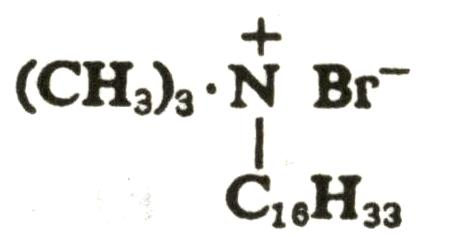 +
(CH₃)₃·N Br⁻
|
C₁₆H₃₃